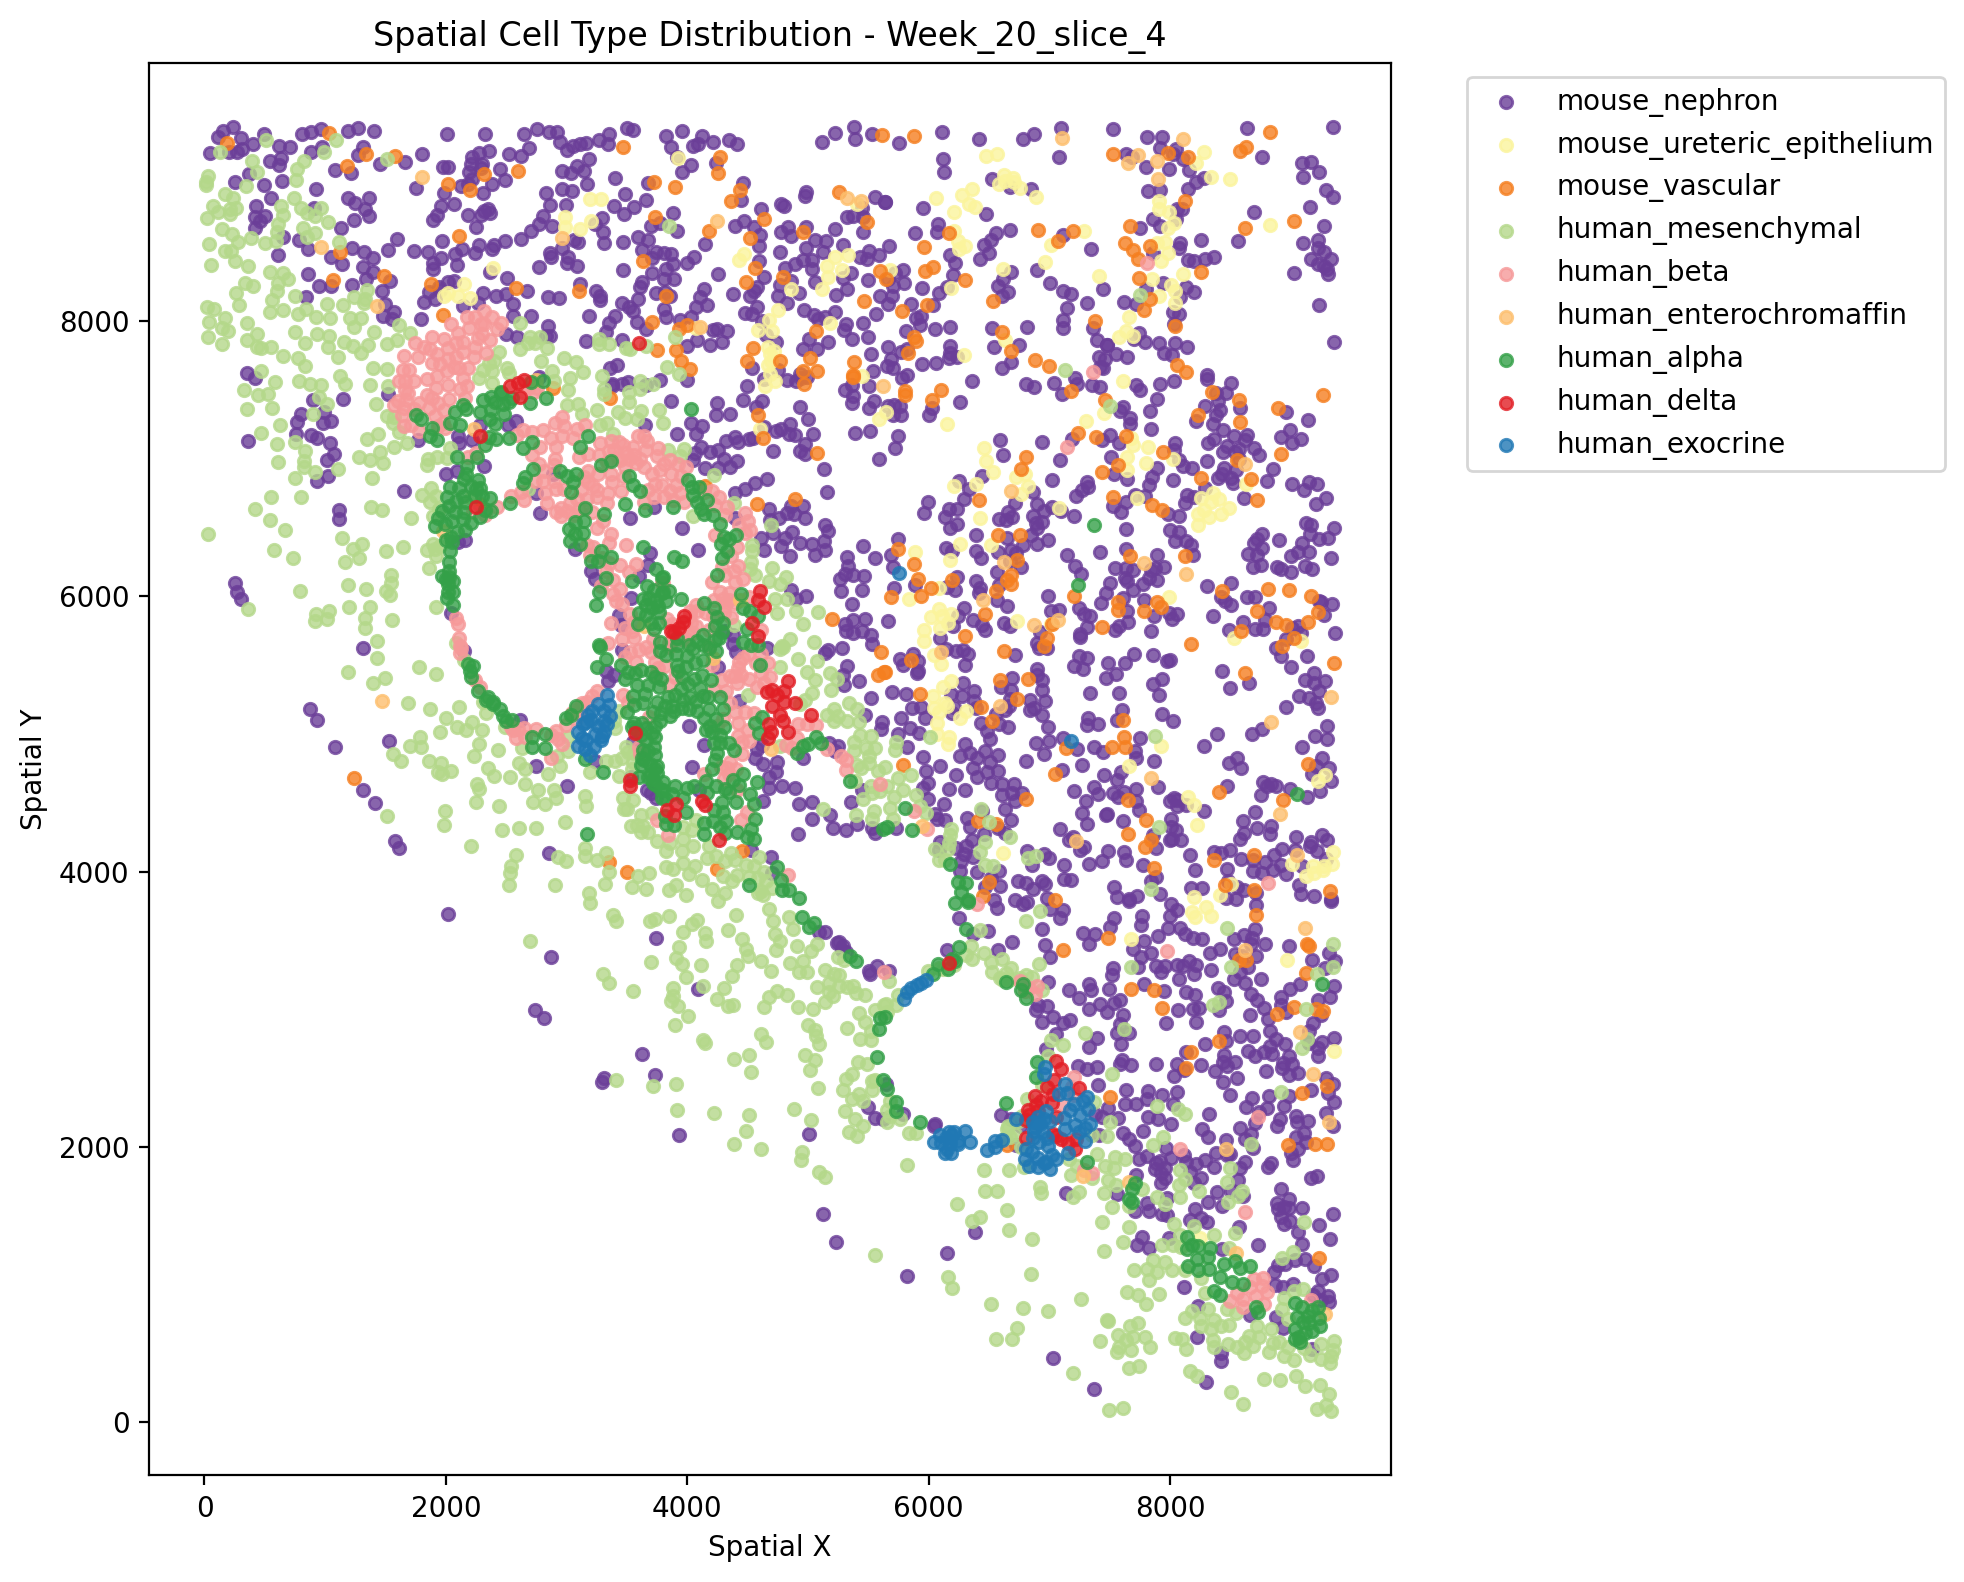 Spatial Cell Type Distribution - Week_20_slice_4
mouse_nephron
mouse_ureteric_epithelium
mouse_vascular
human_mesenchymal
human_beta
human_enterochromaffin
human_alpha
human_delta
human_exocrine
Spatial Y
8000
6000
4000
2000
0
0 2000 4000 6000 8000
Spatial X